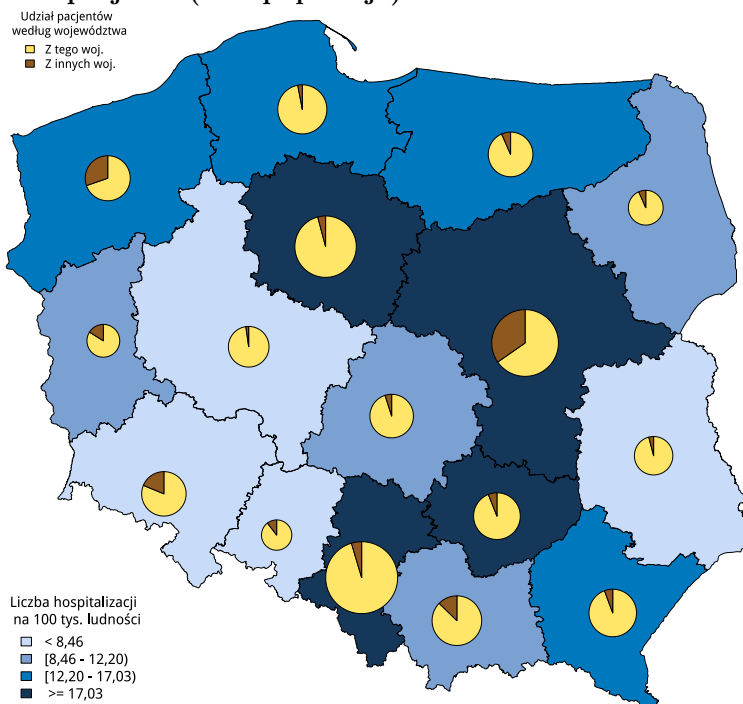 Udział pacjentów
według województwa
Z tego woj.
Z innych woj.
Liczba hospitalizacji
na 100 tys. ludności
< 8,46
[8,46 - 12,20)
[12,20 - 17,03)
>= 17,03